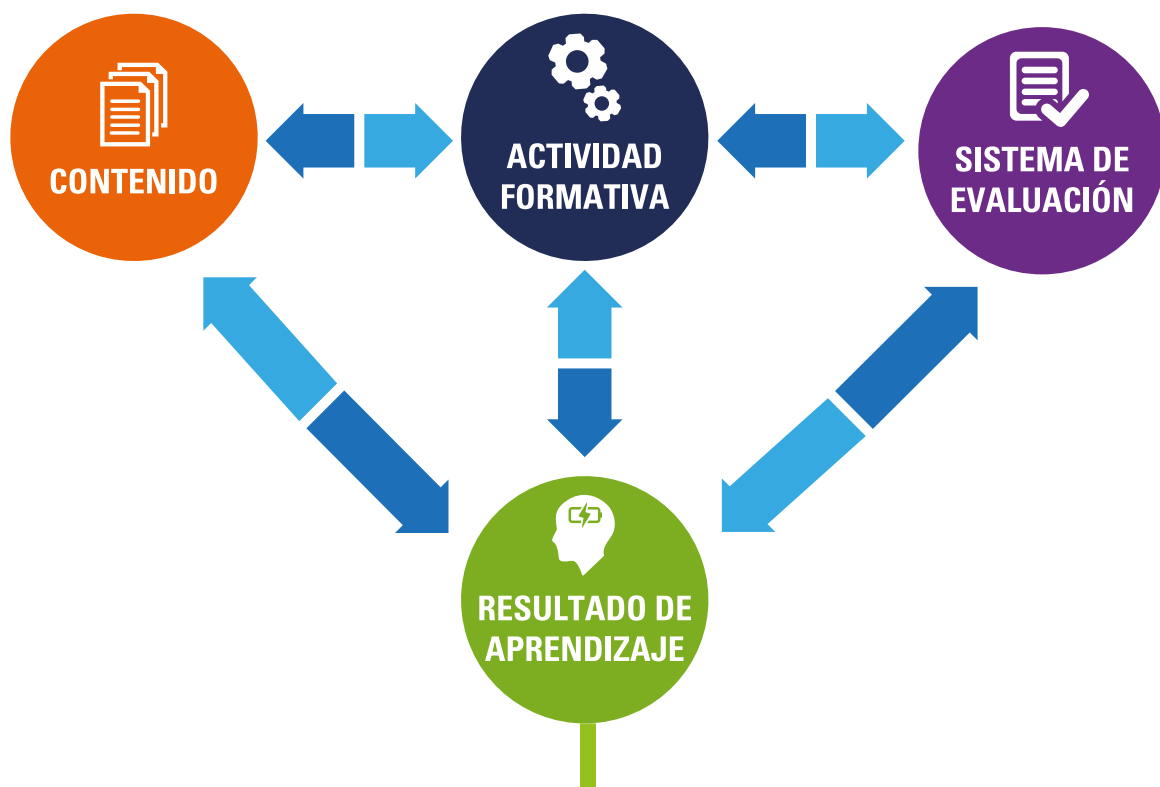 CONTENIDO
ACTIVIDAD
FORMATIVA
SISTEMA DE
EVALUACIÓN
RESULTADO DE
APRENDIZAJE